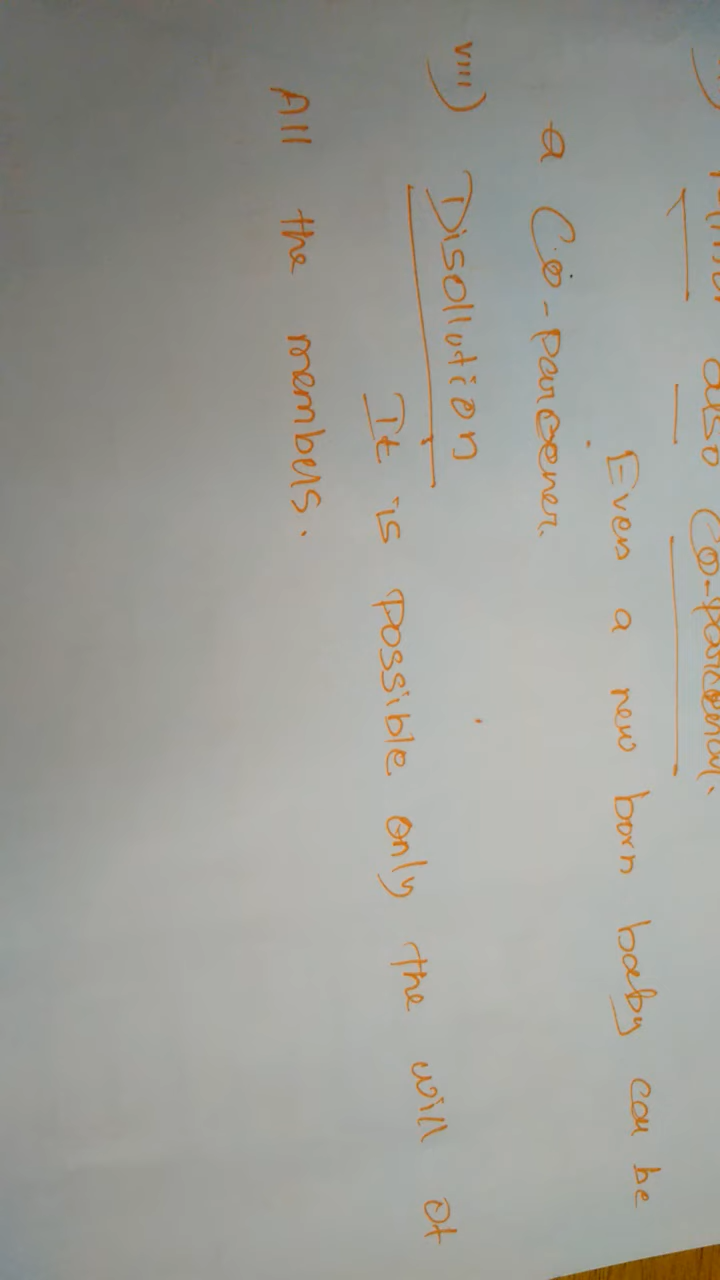 also Co-parcenar.
Even a new born baby can be
a Co-parcener.
viii) Disollution
It is possible only the will of
All the members.